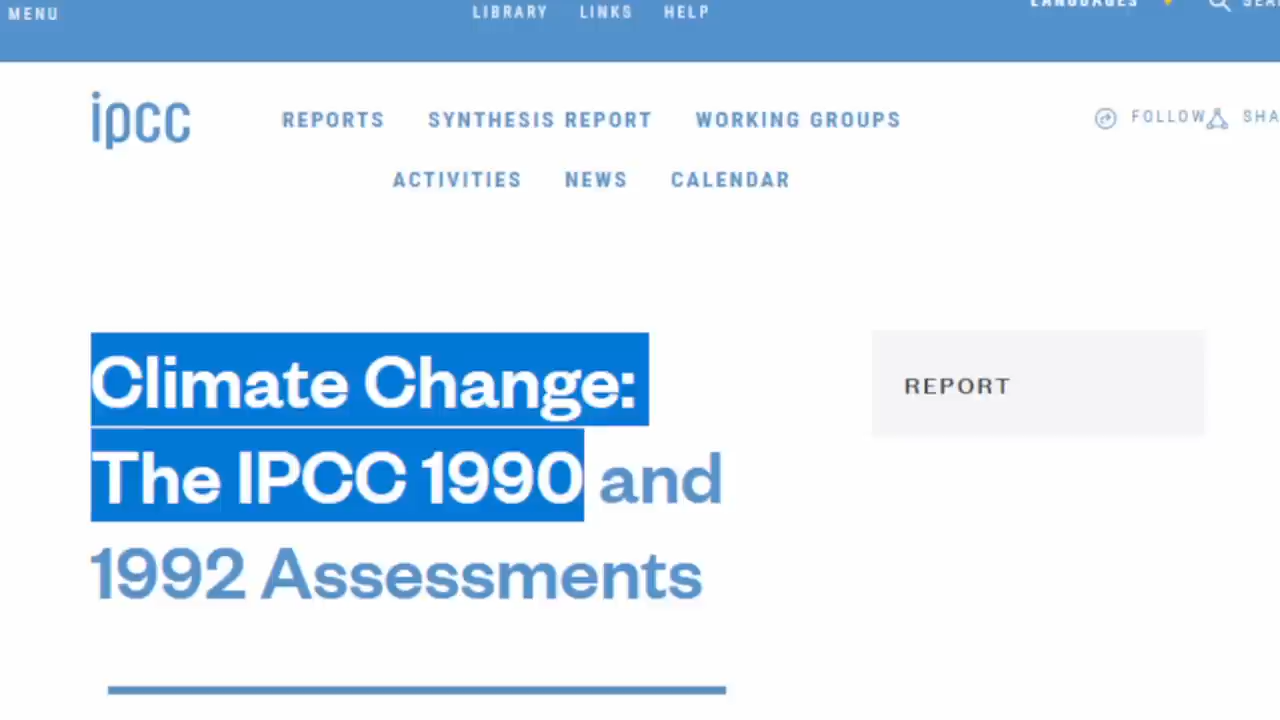 MENU LIBRARY LINKS HELP LANGUAGES
ipcc REPORTS SYNTHESIS REPORT WORKING GROUPS FOLLOW
ACTIVITIES NEWS CALENDAR
Climate Change:
The IPCC 1990 and
1992 Assessments
REPORT